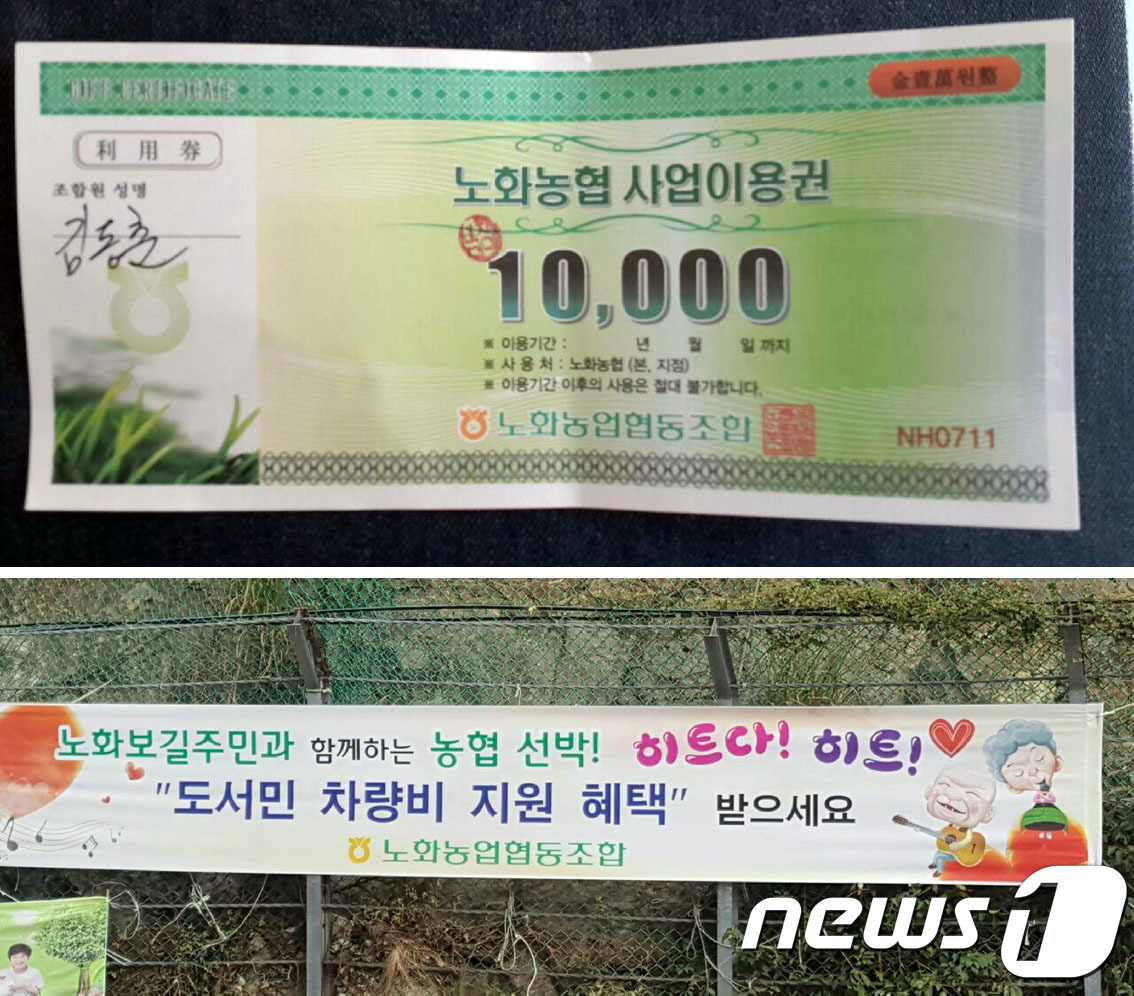 GIFT CERTIFICATE
金壹萬원整
利用券
조합원 성명
김동춘
노화농협 사업이용권
10,000
※ 이용기간 : 년 월 일 까지
※ 사 용 처 : 노화농협 (본, 지점)
※ 이용기간 이후의 사용은 절대 불가합니다.
노화농업협동조합
NH0711
노화보길주민과 함께하는 농협 선박! 히트다! 히트!
"도서민 차량비 지원 혜택" 받으세요
노화농업협동조합
news1